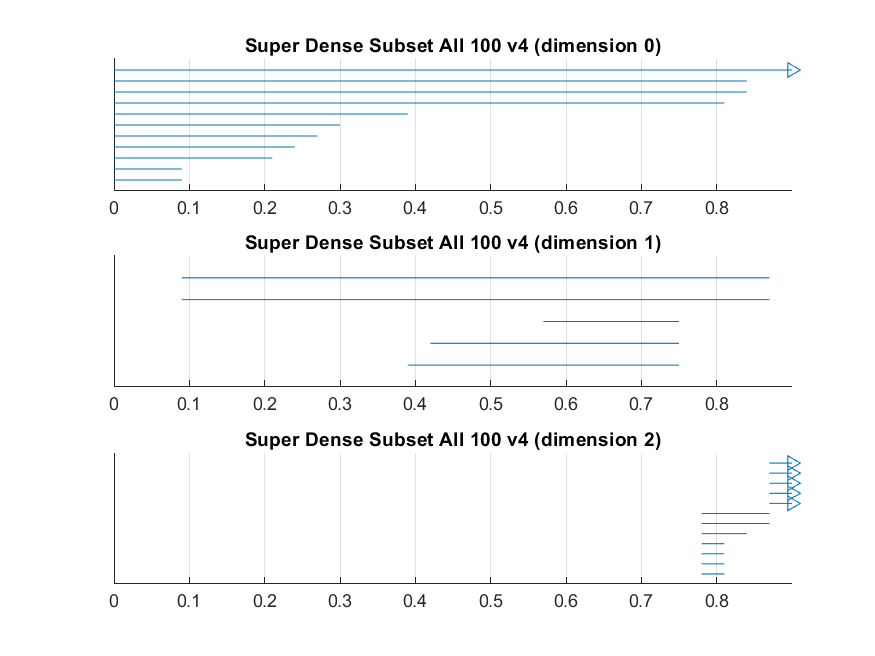 Super Dense Subset All 100 v4 (dimension 0)
0 0.1 0.2 0.3 0.4 0.5 0.6 0.7 0.8
Super Dense Subset All 100 v4 (dimension 1)
0 0.1 0.2 0.3 0.4 0.5 0.6 0.7 0.8
Super Dense Subset All 100 v4 (dimension 2)
0 0.1 0.2 0.3 0.4 0.5 0.6 0.7 0.8